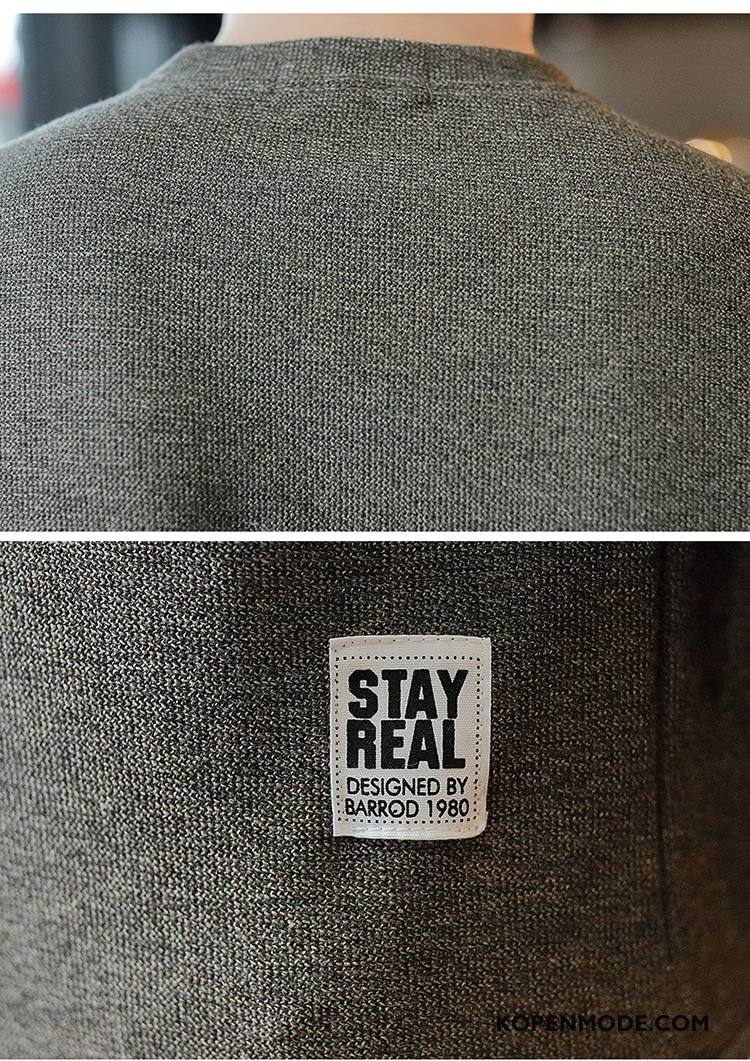 STAY
REAL
DESIGNED BY
BARROD 1980
KOPENMODE.COM